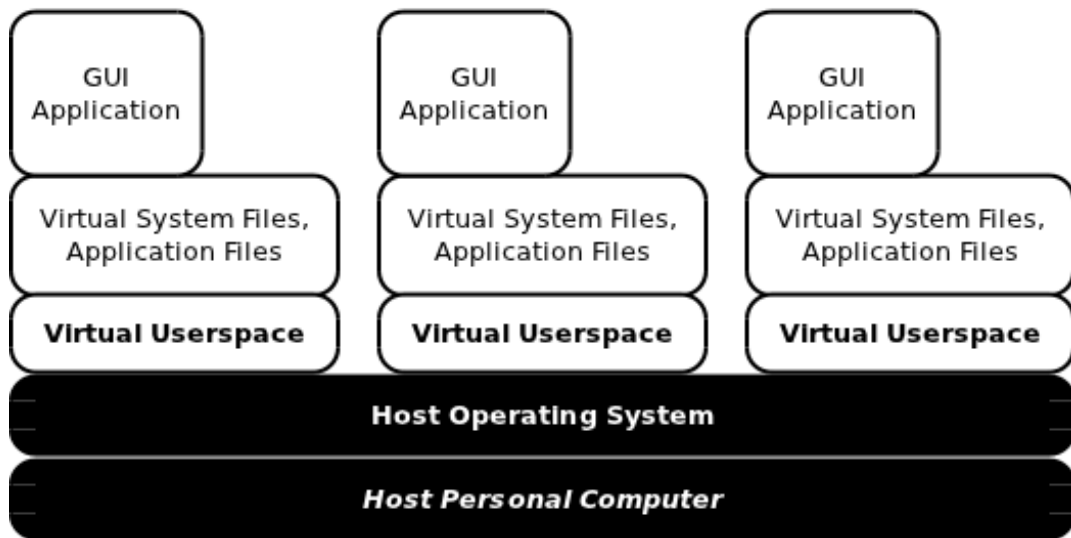 GUI
Application
GUI
Application
GUI
Application
Virtual System Files,
Application Files
Virtual System Files,
Application Files
Virtual System Files,
Application Files
Virtual Userspace
Virtual Userspace
Virtual Userspace
Host Operating System
Host Personal Computer